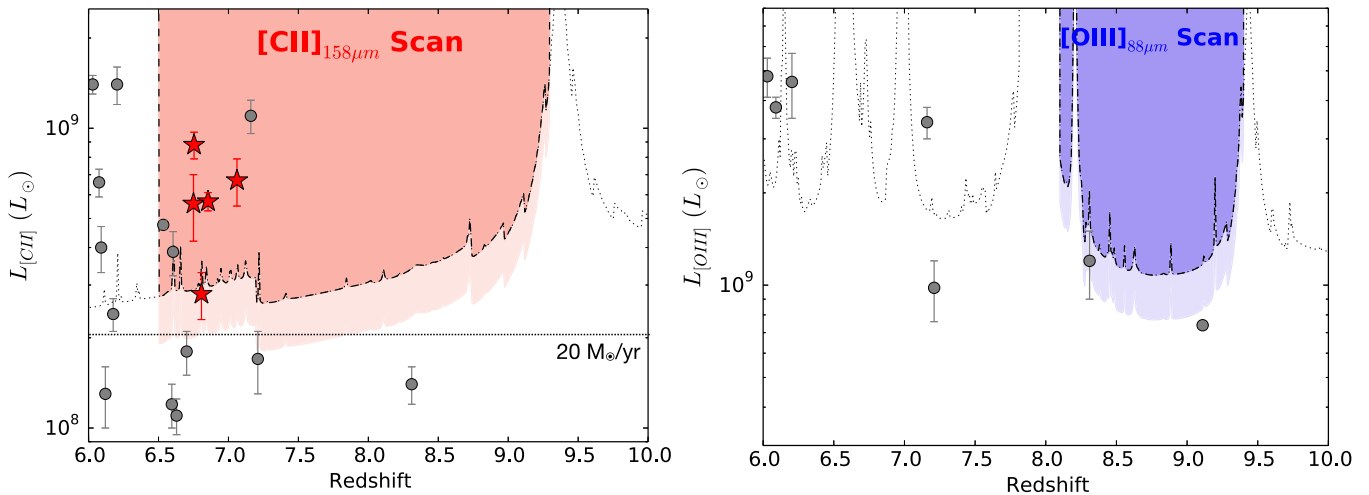 [CII]158μm Scan
10⁹
10⁸
L[CII] (L⊙)
20 M⊙/yr
6.0 6.5 7.0 7.5 8.0 8.5 9.0 9.5 10.0
Redshift
[OIII]88μm Scan
10⁹
L[OIII] (L⊙)
6.0 6.5 7.0 7.5 8.0 8.5 9.0 9.5 10.0
Redshift